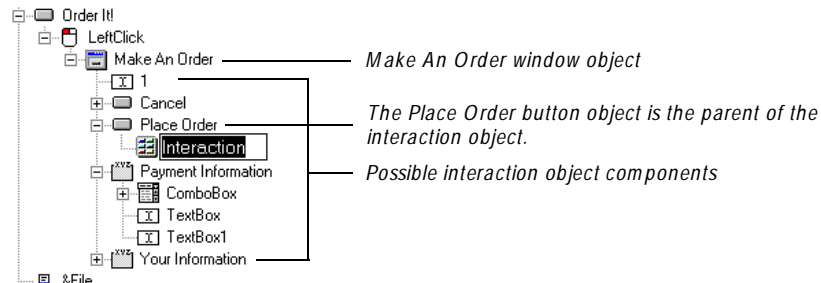 Order It!
LeftClick
Make An Order
Make An Order window object
1
Cancel
Place Order
The Place Order button object is the parent of the
interaction object.
Interaction
Payment Information
Possible interaction object components
ComboBox
TextBox
TextBox1
Your Information
&File